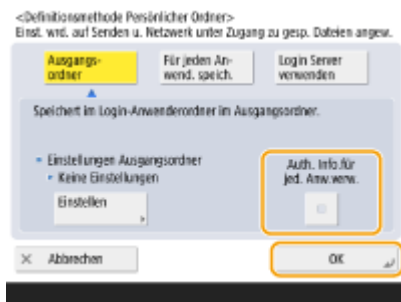 <Definitionsmethode Persönlicher Ordner>
Einst. wrd. auf Senden u. Netzwerk unter Zugang zu gesp. Dateien angew.
Ausgangs-
ordner
Für jeden An-
wend. speich.
Login Server
verwenden
Speichert im Login-Anwenderordner im Ausgangsordner.
Einstellungen Ausgangsordner
Keine Einstellungen
Einstellen
Auth. Info.für
jed. Anw.verw.
Abbrechen
OK